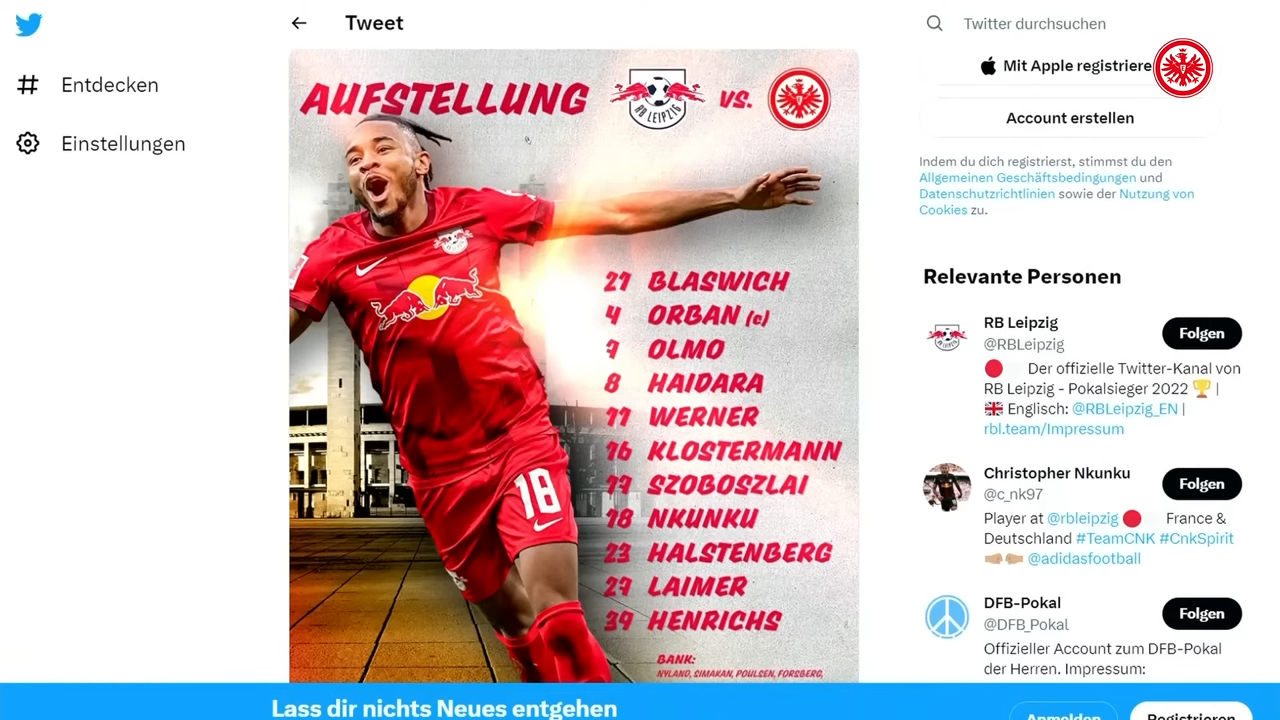 Tweet
Entdecken
Einstellungen
AUFSTELLUNG
RB LEIPZIG
vs.
21 BLASWICH
4 ORBAN (c)
7 OLMO
8 HAIDARA
11 WERNER
16 KLOSTERMANN
17 SZOBOSZLAI
18 NKUNKU
23 HALSTENBERG
27 LAIMER
39 HENRICHS
BANK:
NYLAND, SIMAKAN, POULSEN, FORSBERG,
18
Twitter durchsuchen
Mit Apple registriere
Account erstellen
Indem du dich registrierst, stimmst du den
Allgemeinen Geschäftsbedingungen und
Datenschutzrichtlinien sowie der Nutzung von
Cookies zu.
Relevante Personen
RB Leipzig
Folgen
@RBLeipzig
Der offizielle Twitter-Kanal von
RB Leipzig - Pokalsieger 2022 🏆 |
🇬🇧 Englisch: @RBLeipzig_EN |
rbl.team/Impressum
Christopher Nkunku
Folgen
@c_nk97
Player at @rbleipzig 🔴 France &
Deutschland #TeamCNK #CnkSpirit
@adidasfootball
DFB-Pokal
Folgen
@DFB_Pokal
Offizieller Account zum DFB-Pokal
der Herren. Impressum:
Lass dir nichts Neues entgehen
Anmelden
Registrieren